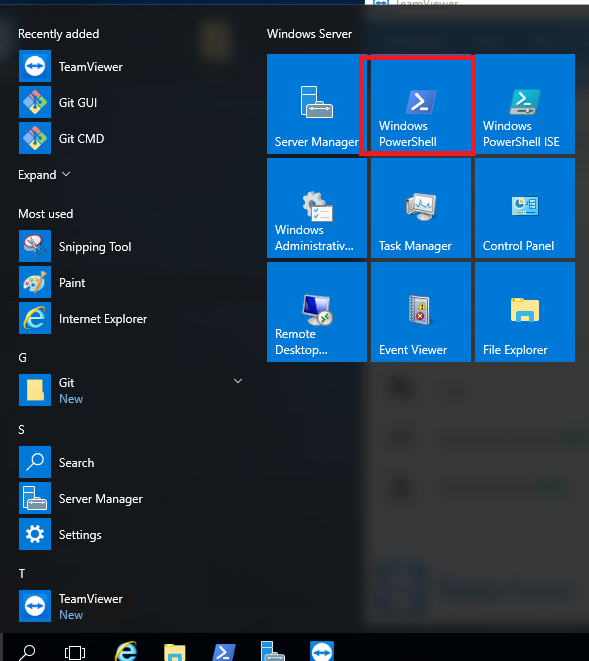 TeamViewer
Recently added
TeamViewer
Git GUI
Git CMD
Expand
Most used
Snipping Tool
Paint
Internet Explorer
G
Git
New
S
Search
Server Manager
Settings
T
TeamViewer
New
Windows Server
Server Manager
Windows
PowerShell
Windows
PowerShell ISE
Windows
Administrativ...
Task Manager
Control Panel
Remote
Desktop...
Event Viewer
File Explorer